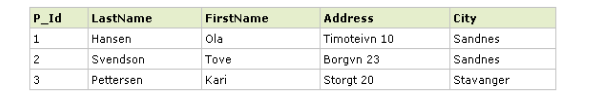 P_Id LastName FirstName Address City
1 Hansen Ola Timoteivn 10 Sandnes
2 Svendson Tove Borgvn 23 Sandnes
3 Pettersen Kari Storgt 20 Stavanger